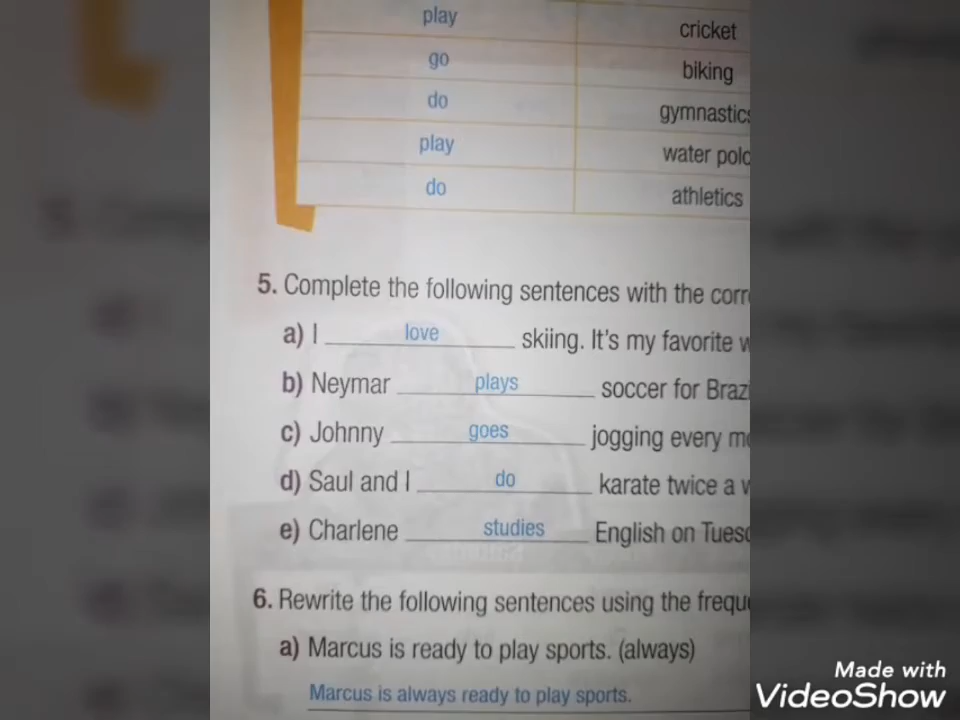 play cricket
go biking
do gymnastics
play water polo
do athletics
5. Complete the following sentences with the corr
a) I love skiing. It's my favorite w
b) Neymar plays soccer for Brazi
c) Johnny goes jogging every mo
d) Saul and I do karate twice a w
e) Charlene studies English on Tuesd
6. Rewrite the following sentences using the frequ
a) Marcus is ready to play sports. (always)
Marcus is always ready to play sports.
Made with
VideoShow